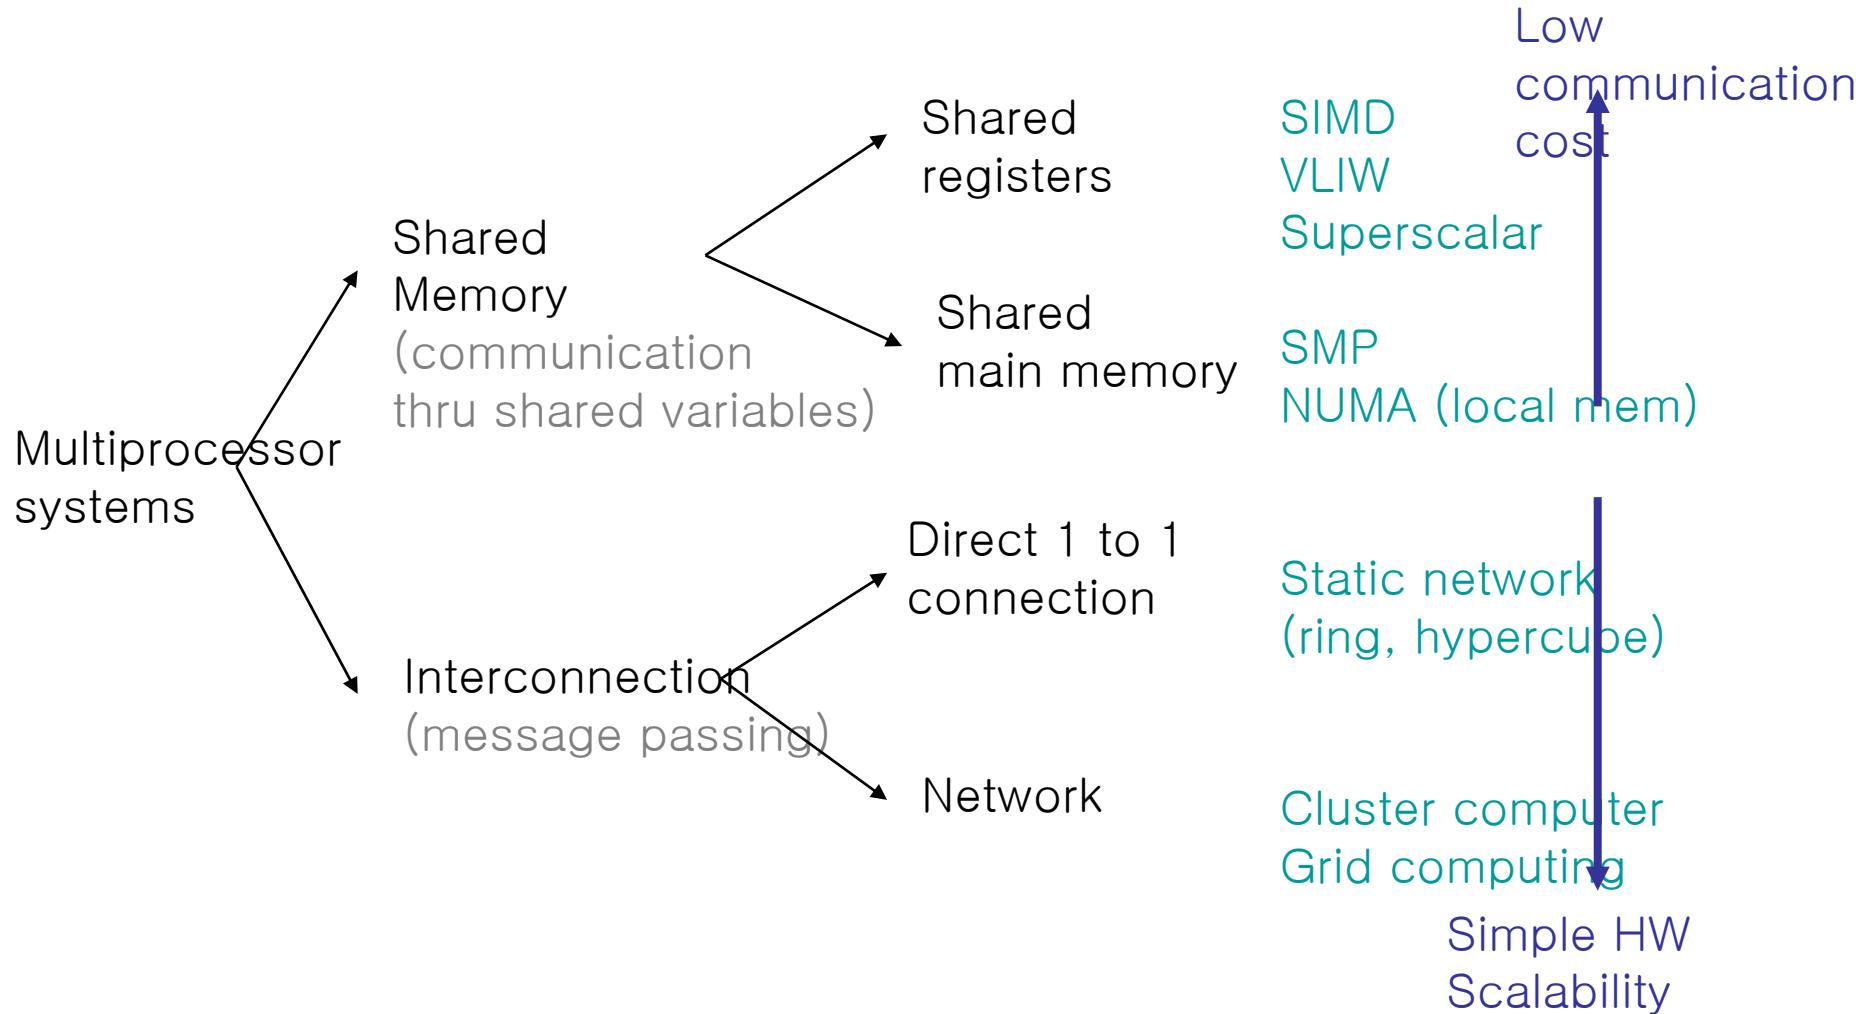 Low
communication
cost
Shared
registers
SIMD
VLIW
Superscalar
Shared
Memory
(communication
thru shared variables)
Shared
main memory
SMP
NUMA (local mem)
Multiprocessor
systems
Direct 1 to 1
connection
Static network
(ring, hypercube)
Interconnection
(message passing)
Network
Cluster computer
Grid computing
Simple HW
Scalability